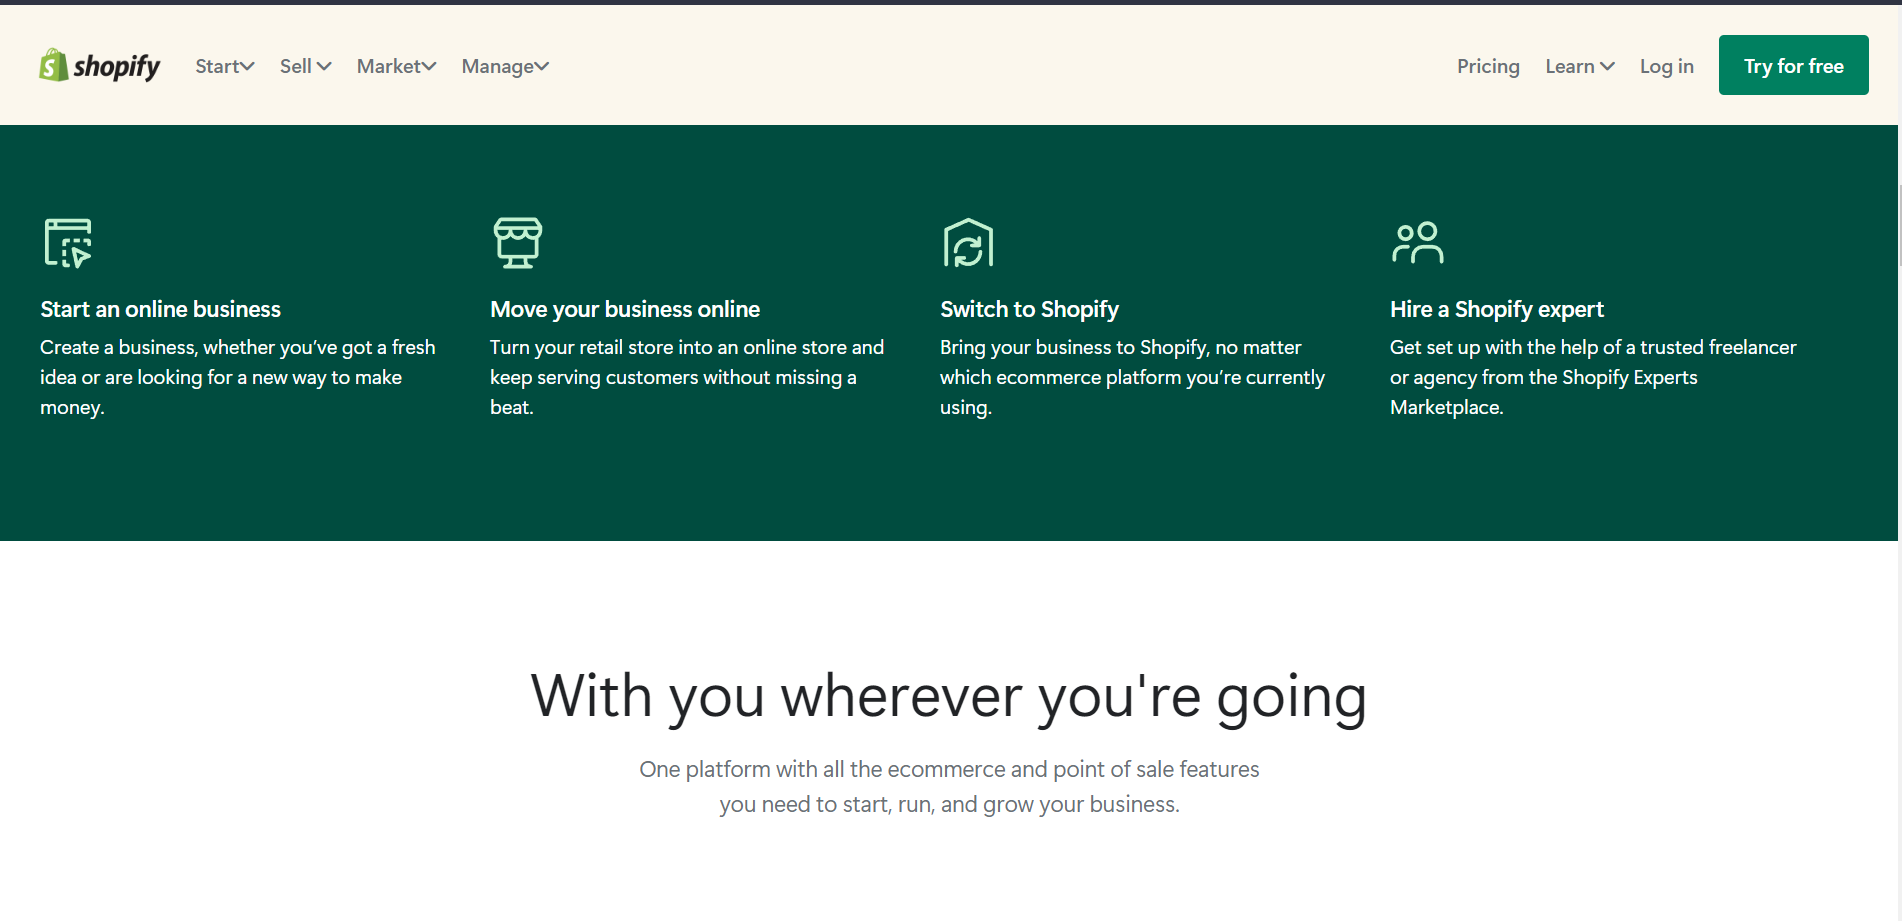 shopify
Start
Sell
Market
Manage
Pricing
Learn
Log in
Try for free
Start an online business
Create a business, whether you’ve got a fresh
idea or are looking for a new way to make
money.
Move your business online
Turn your retail store into an online store and
keep serving customers without missing a
beat.
Switch to Shopify
Bring your business to Shopify, no matter
which ecommerce platform you’re currently
using.
Hire a Shopify expert
Get set up with the help of a trusted freelancer
or agency from the Shopify Experts
Marketplace.
With you wherever you're going
One platform with all the ecommerce and point of sale features
you need to start, run, and grow your business.